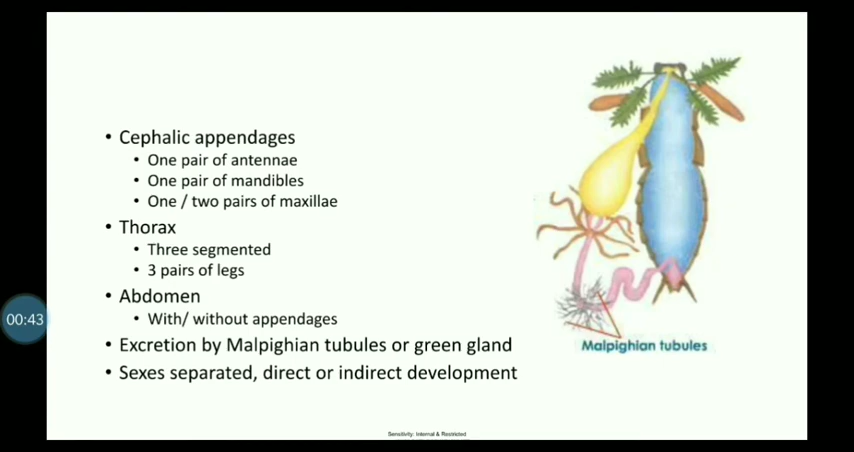 • Cephalic appendages
• One pair of antennae
• One pair of mandibles
• One / two pairs of maxillae
• Thorax
• Three segmented
• 3 pairs of legs
• Abdomen
• With/ without appendages
• Excretion by Malpighian tubules or green gland
• Sexes separated, direct or indirect development
Malpighian tubules
00:43
Sensitivity: Internal & Restricted